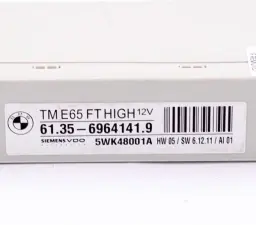 TM E65 FT HIGH 12V
61.35-6964141.9
SIEMENS VDO 5WK48001A HW 05 / SW 6.12.11 / AI 01